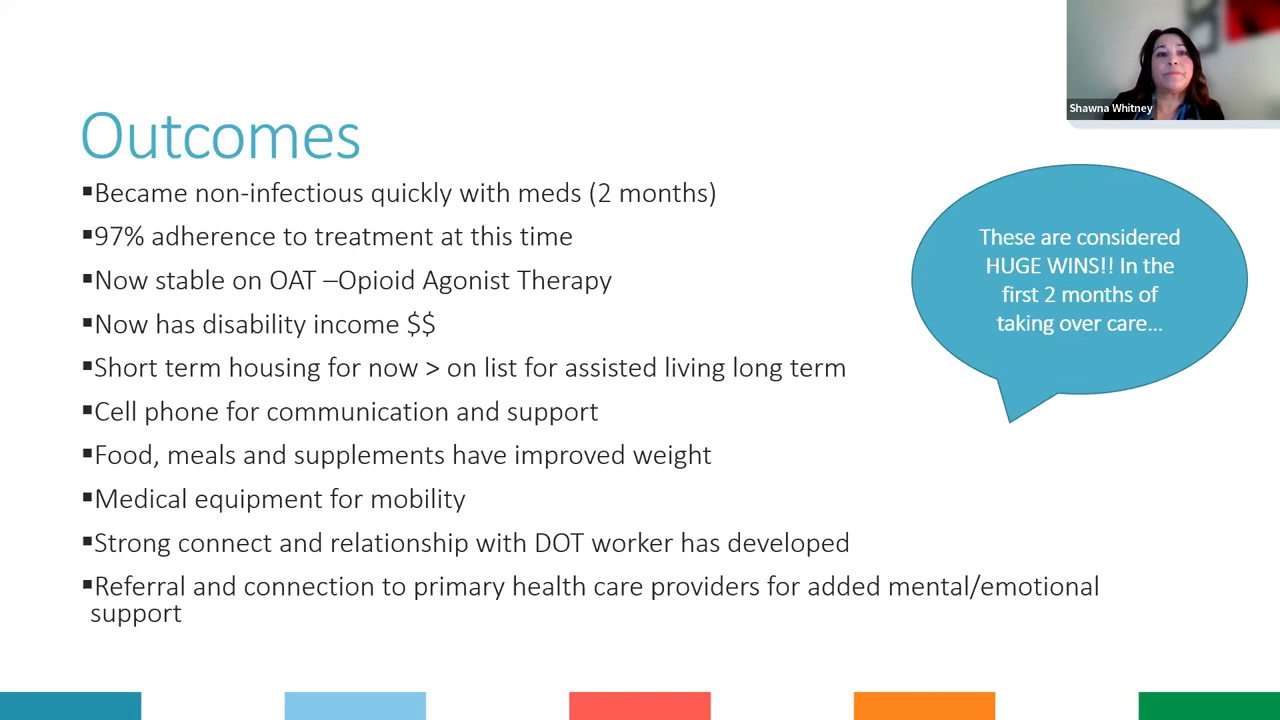 Shawna Whitney
Outcomes
▪Became non-infectious quickly with meds (2 months)
▪97% adherence to treatment at this time
▪Now stable on OAT –Opioid Agonist Therapy
▪Now has disability income $$
▪Short term housing for now > on list for assisted living long term
▪Cell phone for communication and support
▪Food, meals and supplements have improved weight
▪Medical equipment for mobility
▪Strong connect and relationship with DOT worker has developed
▪Referral and connection to primary health care providers for added mental/emotional
support
These are considered
HUGE WINS!! In the
first 2 months of
taking over care…